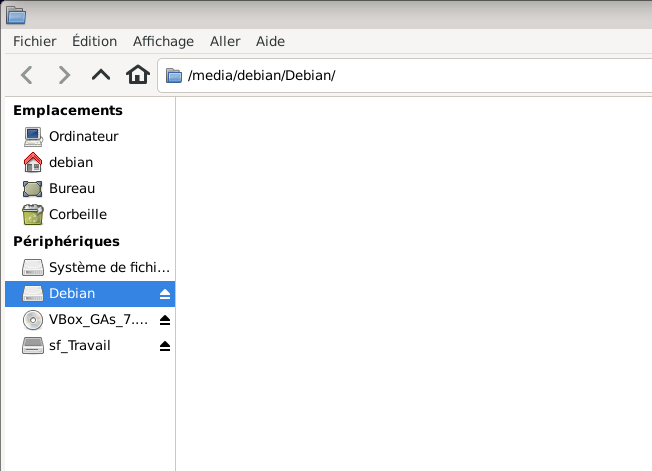 Fichier Édition Affichage Aller Aide
/media/debian/Debian/
Emplacements
Ordinateur
debian
Bureau
Corbeille
Périphériques
Système de fichi...
Debian
VBox_GAs_7....
sf_Travail